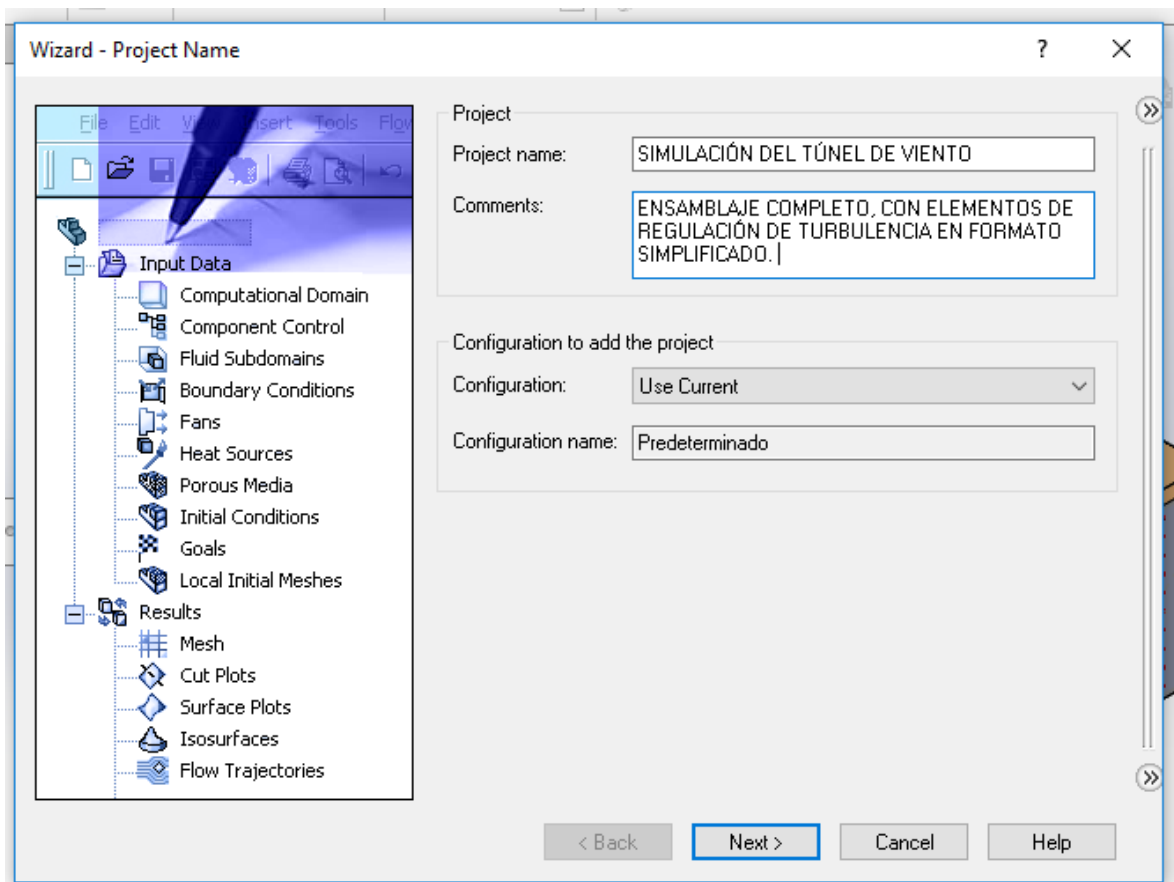 Wizard - Project Name
?
File Edit View Insert Tools Flow
Input Data
Computational Domain
Component Control
Fluid Subdomains
Boundary Conditions
Fans
Heat Sources
Porous Media
Initial Conditions
Goals
Local Initial Meshes
Results
Mesh
Cut Plots
Surface Plots
Isosurfaces
Flow Trajectories
Project
Project name: SIMULACIÓN DEL TÚNEL DE VIENTO
Comments: ENSAMBLAJE COMPLETO, CON ELEMENTOS DE
REGULACIÓN DE TURBULENCIA EN FORMATO
SIMPLIFICADO.
Configuration to add the project
Configuration: Use Current
Configuration name: Predeterminado
< Back Next > Cancel Help